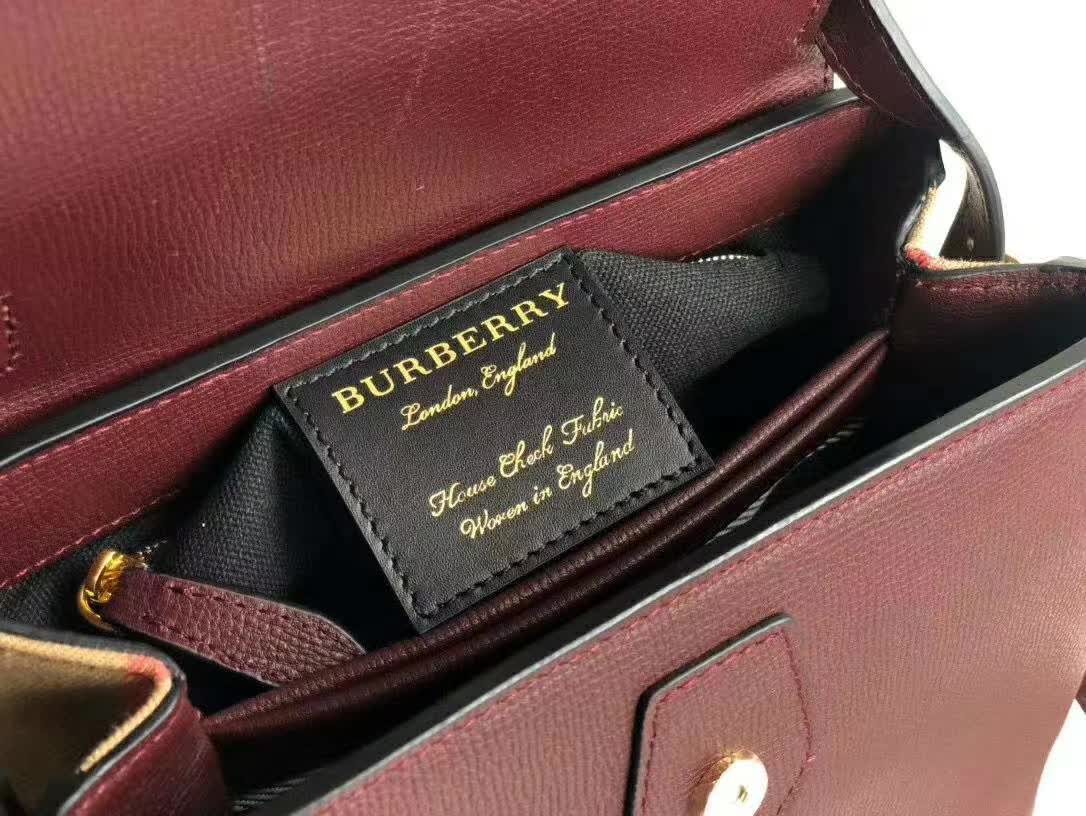 BURBERRY
London, England
House Check Fabric
Woven in England